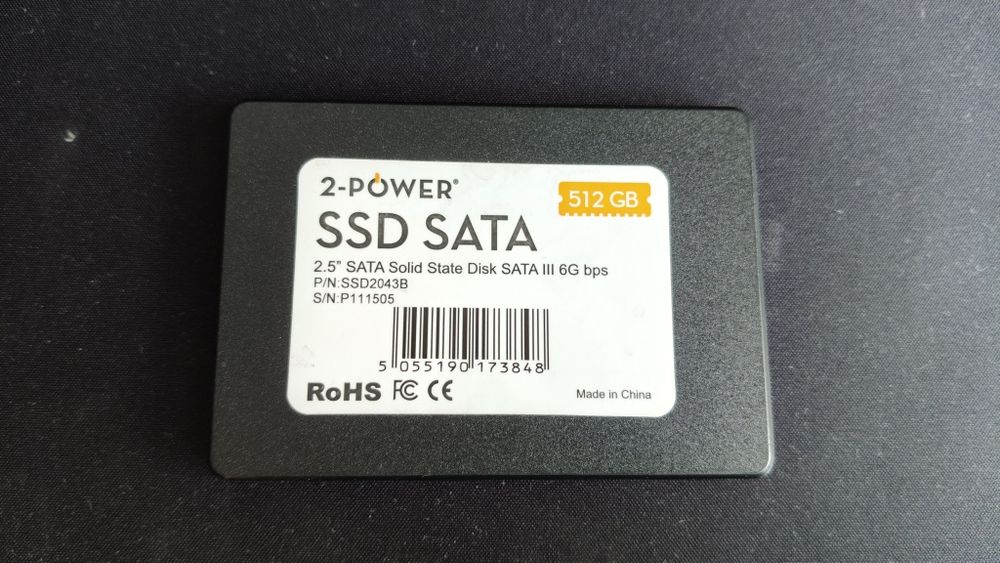 2-POWER®
512 GB
SSD SATA
2.5” SATA Solid State Disk SATA III 6G bps
P/N:SSD2043B
S/N:P111505
5 055190 173848
RoHS FC CE
Made in China